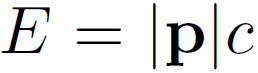 E = |𝐩|c